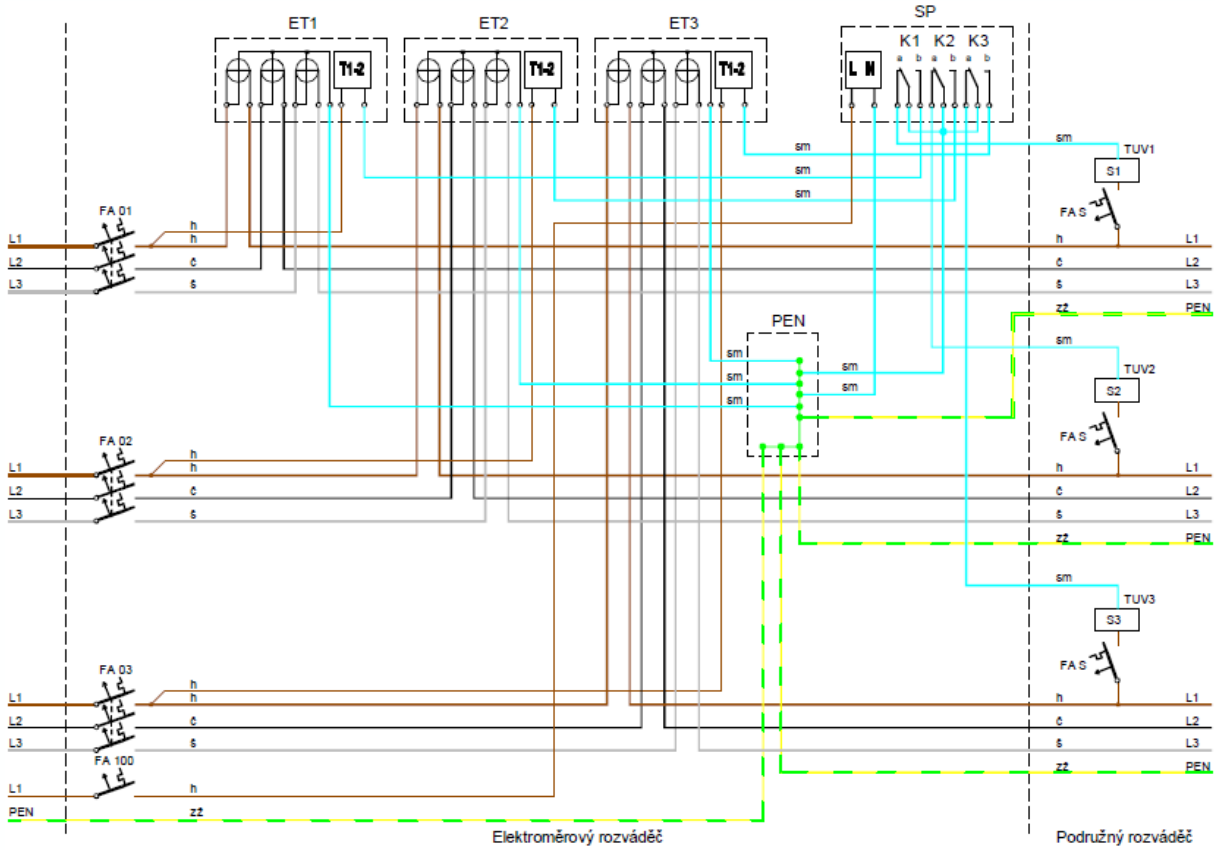 ET1 ET2 ET3 SP
K1 K2 K3
a b a b a b
T1-2 T1-2 T1-2 L N
sm sm
TUV1
sm
S1
sm
FA 01 FA S
h
L1 h h L1
L2 č č L2
L3 š š L3
zž PEN
PEN
sm
sm sm
TUV2
sm sm S2
sm
FA 02 FA S
h
L1 h h L1
L2 č č L2
L3 š š L3
zž PEN
sm
TUV3
S3
FA 03 FA S
h
L1 h h L1
L2 č č L2
L3 š š L3
FA 100
zž PEN
L1 h
PEN zž
Elektroměrový rozváděč Podružný rozváděč